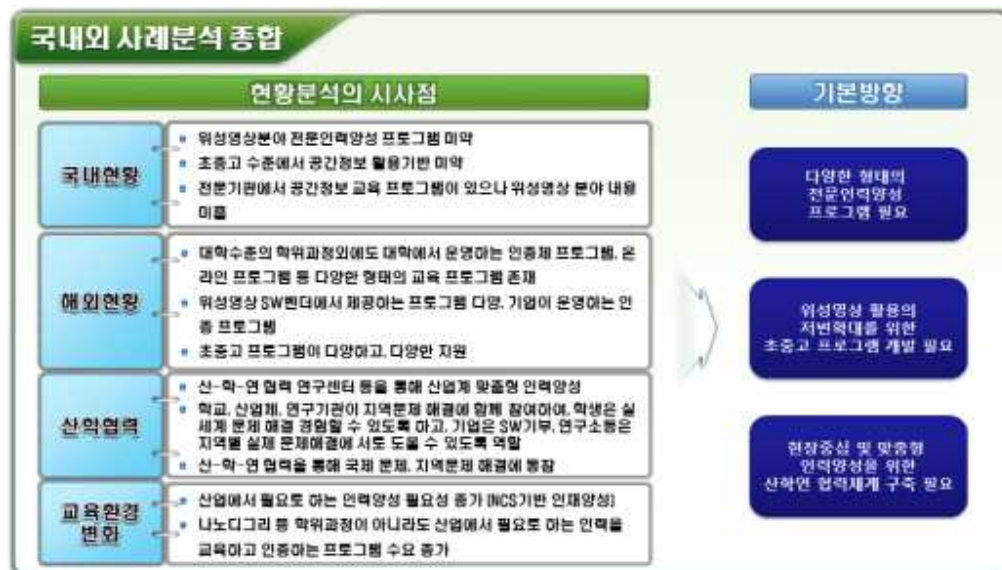 국내외 사례분석 종합
현황분석의 시사점
국내현황
위성영상분야 전문인력양성 프로그램 미약
초중고 수준에서 공간정보 활용기반 미약
전문기관에서 공간정보 교육 프로그램이 있으나 위성영상 분야 내용
미흡
해외현황
대학수준의 학위과정외에도 대학에서 운영하는 인증제 프로그램, 온
라인 프로그램 등 다양한 형태의 교육 프로그램 존재
위성영상 SW벤더에서 제공하는 프로그램 다양, 기업이 운영하는 인
증 프로그램
초중고 프로그램이 다양하고, 다양한 지원
산학협력
산-학-연 협력 연구센터 등을 통해 산업계 맞춤형 인력양성
학교, 산업체, 연구기관이 지역문제 해결에 함께 참여하여, 학생은 실
세계 문제 해결 경험할 수 있도록 하고, 기업은 SW기부, 연구소등은
지역별 실제 문제해결에 서로 도울 수 있도록 역할
산-학-연 협력을 통해 국제 문제, 지역문제 해결에 동참
교육환경
변화
산업에서 필요로 하는 인력양성 필요성 증가 (NCS기반 인재양성)
나노디그리 등 학위과정이 아니라도 산업에서 필요로 하는 인력을
교육하고 인증하는 프로그램 수요 증가
기본방향
다양한 형태의
전문인력양성
프로그램 필요
위성영상 활용의
저변확대를 위한
초중고 프로그램 개발 필요
현장중심 및 맞춤형
인력양성을 위한
산학연 협력체계 구축 필요